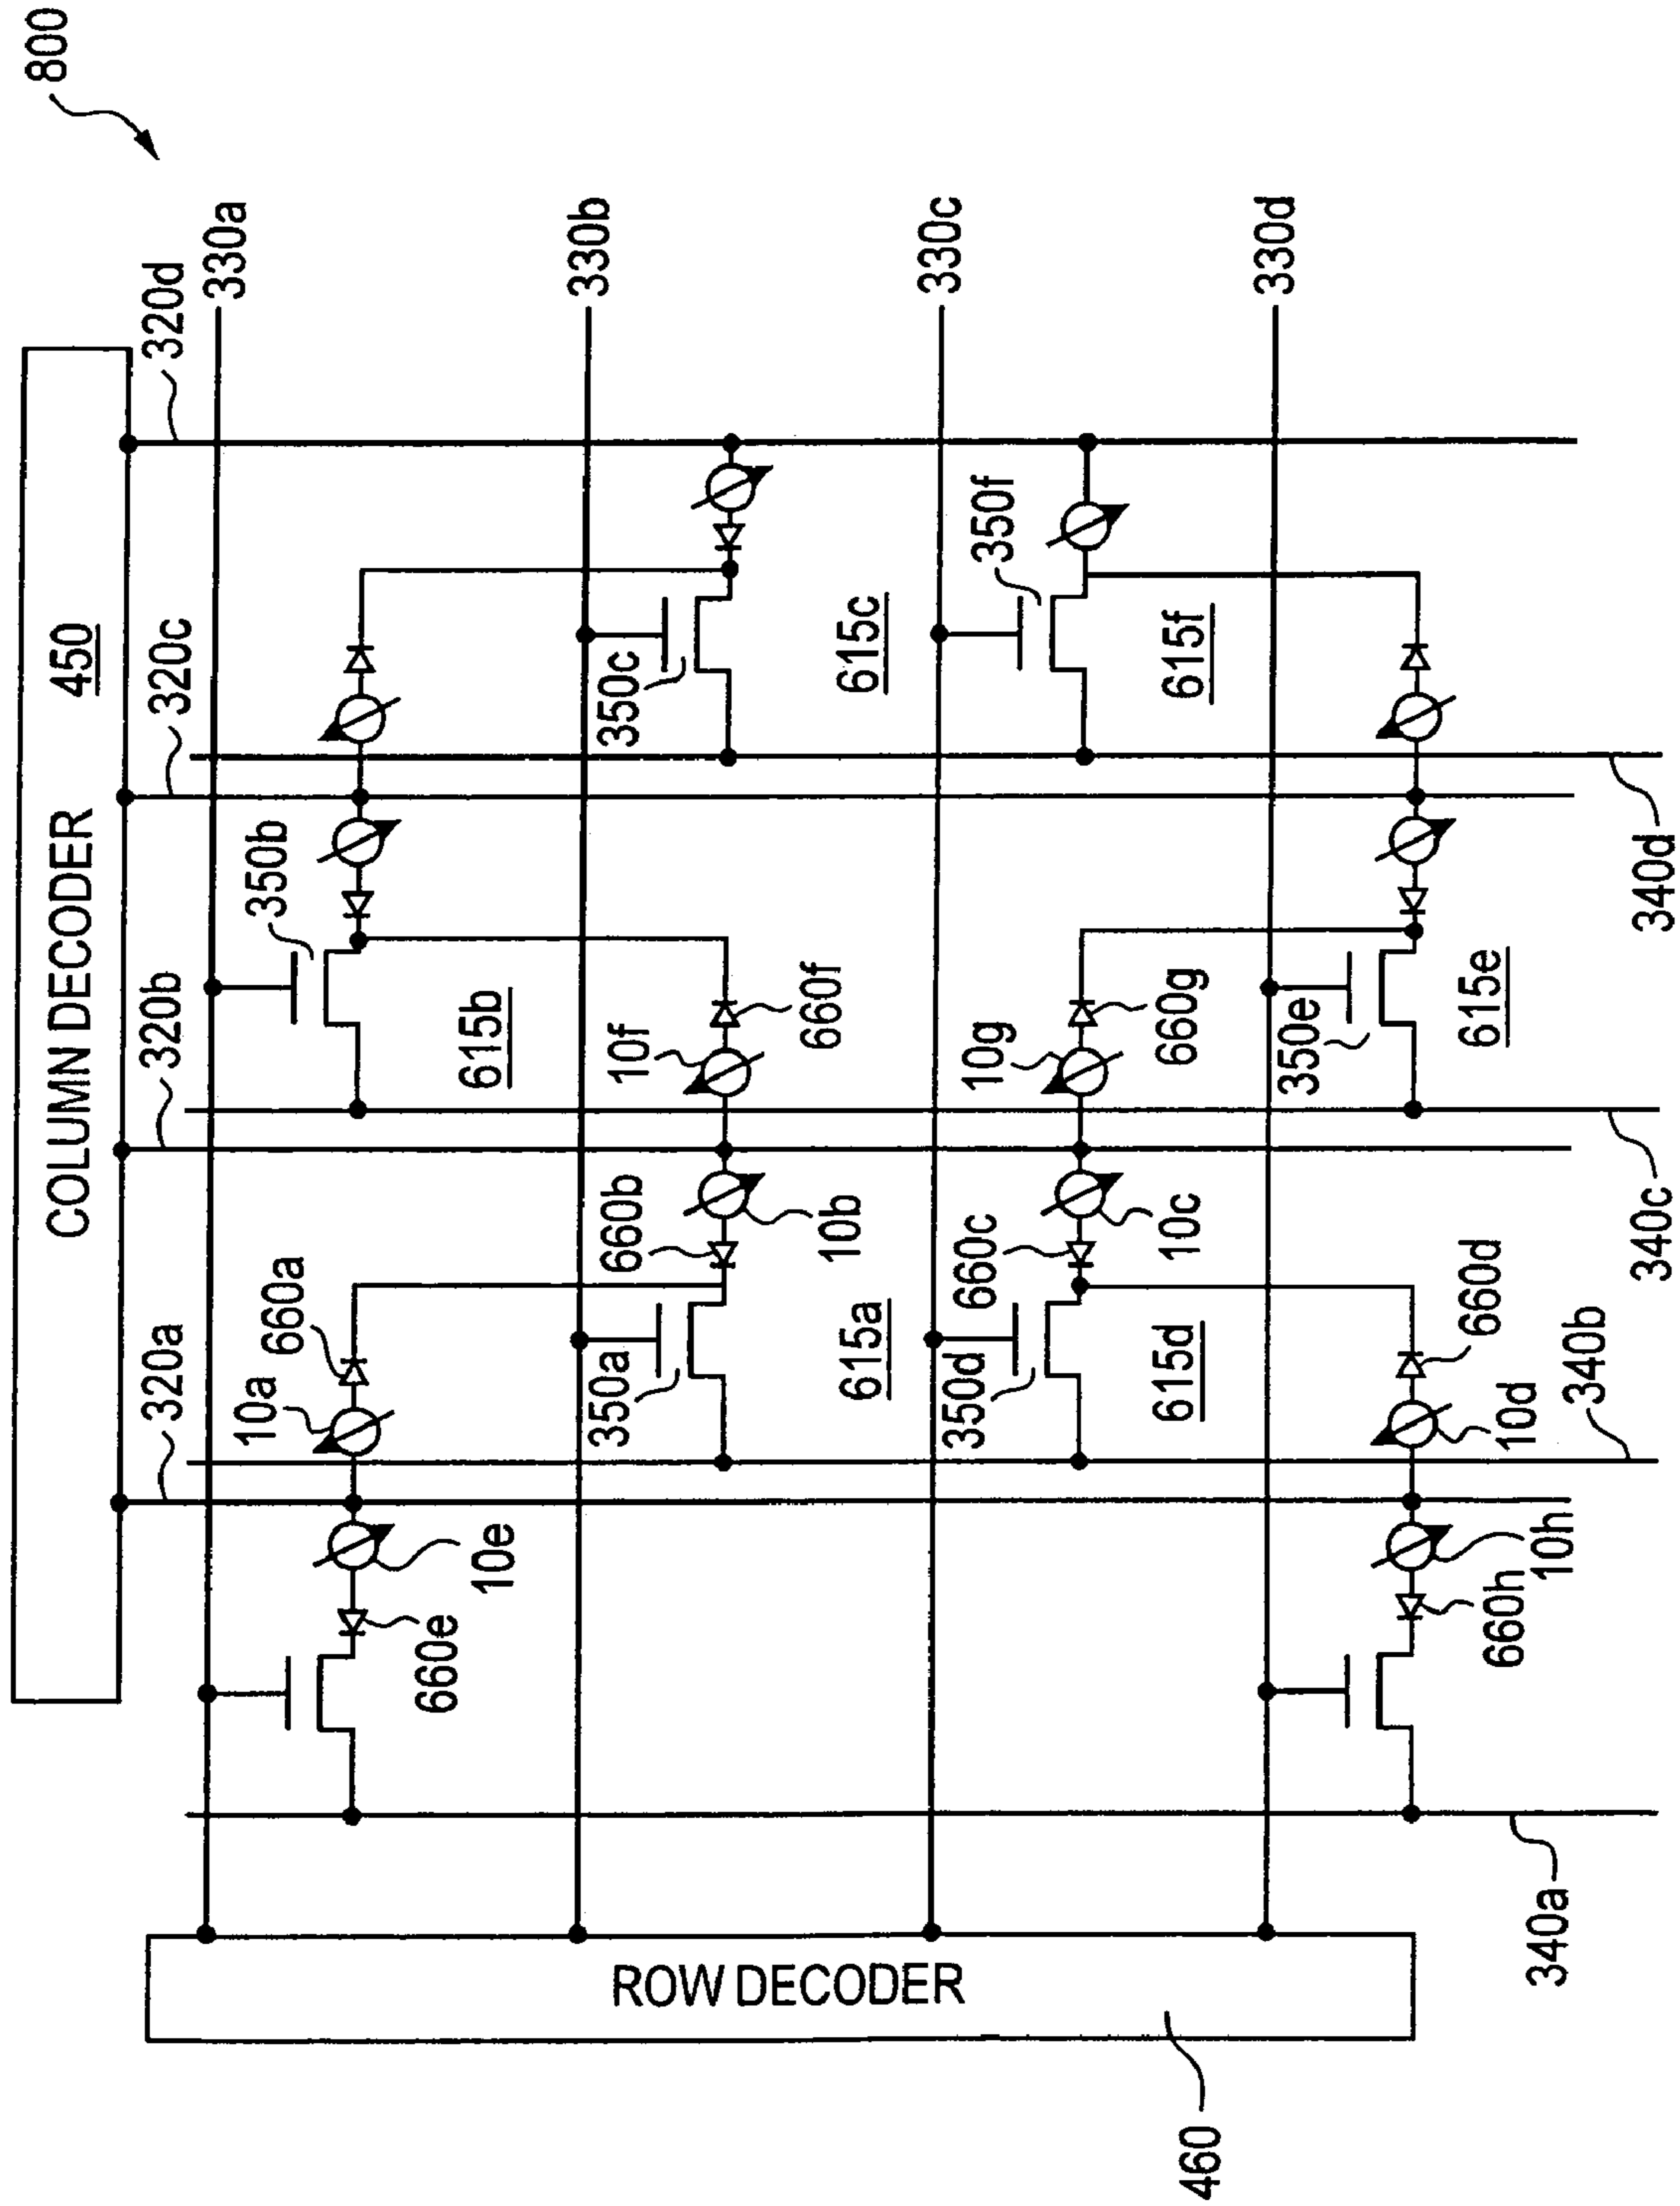 800
COLUMN DECODER 450
320a
320b
320c
320d
330a
330b
330c
330d
10a
660a
350b
10e
660e
615b
10f
660f
350a
660b
10b
350c
615a
615c
350d
660c
10c
10g
660g
350f
615d
615f
350e
615e
10d
660d
10h
660h
340a
340b
340c
340d
ROW DECODER
460